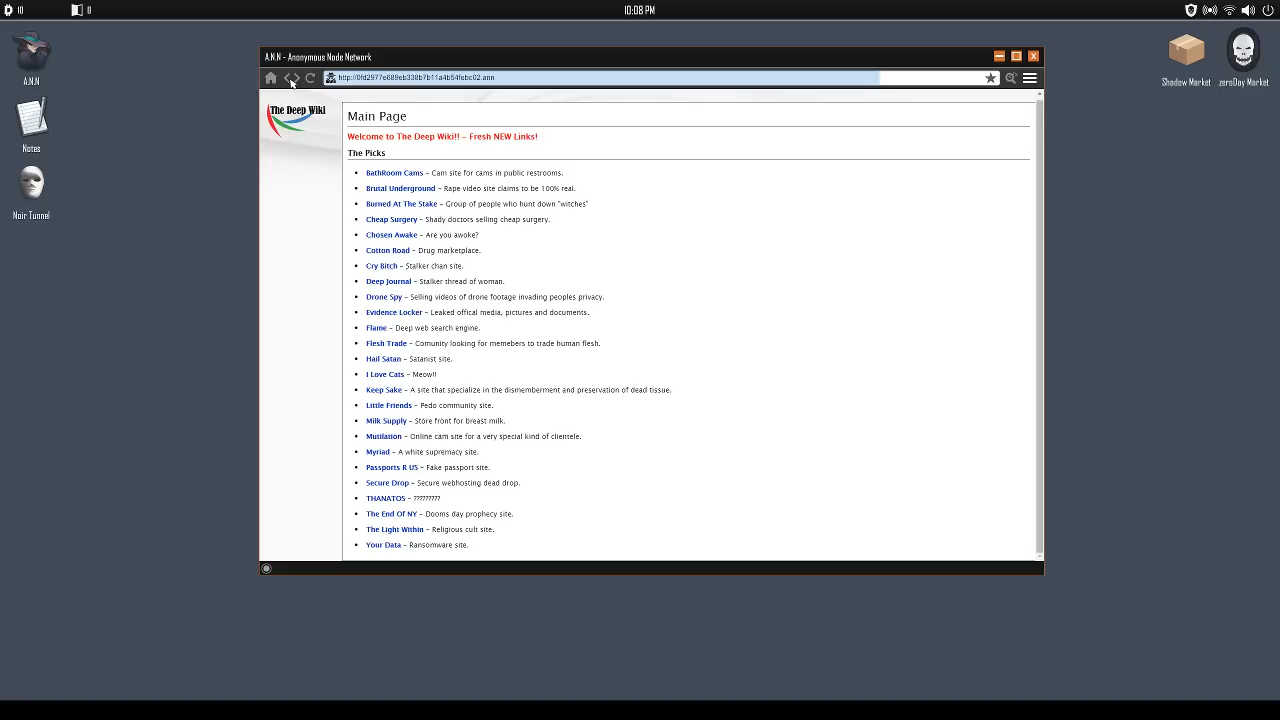 10
0
10:08 PM
A.N.N
Notes
Noir Tunnel
Shadow Market
zeroDay Market
A.N.N - Anonymous Node Network
http://0fd2977e689eb338b7b11a4b54febc02.ann
The Deep Wiki
Main Page
Welcome to The Deep Wiki!! - Fresh NEW Links!
The Picks
BathRoom Cams - Cam site for cams in public restrooms.
Brutal Underground - Rape video site claims to be 100% real.
Burned At The Stake - Group of people who hunt down "witches"
Cheap Surgery - Shady doctors selling cheap surgery.
Chosen Awake - Are you awoke?
Cotton Road - Drug marketplace.
Cry Bitch - Stalker chan site.
Deep Journal - Stalker thread of woman.
Drone Spy - Selling videos of drone footage invading peoples privacy.
Evidence Locker - Leaked offical media, pictures and documents.
Flame - Deep web search engine.
Flesh Trade - Comunity looking for memebers to trade human flesh.
Hail Satan - Satanist site.
I Love Cats - Meow!!
Keep Sake - A site that specialize in the dismemberment and preservation of dead tissue.
Little Friends - Pedo community site.
Milk Supply - Store front for breast milk.
Mutilation - Online cam site for a very special kind of clientele.
Myriad - A white supremacy site.
Passports R US - Fake passport site.
Secure Drop - Secure webhosting dead drop.
THANATOS - ?????????
The End Of NY - Dooms day prophecy site.
The Light Within - Religious cult site.
Your Data - Ransomware site.